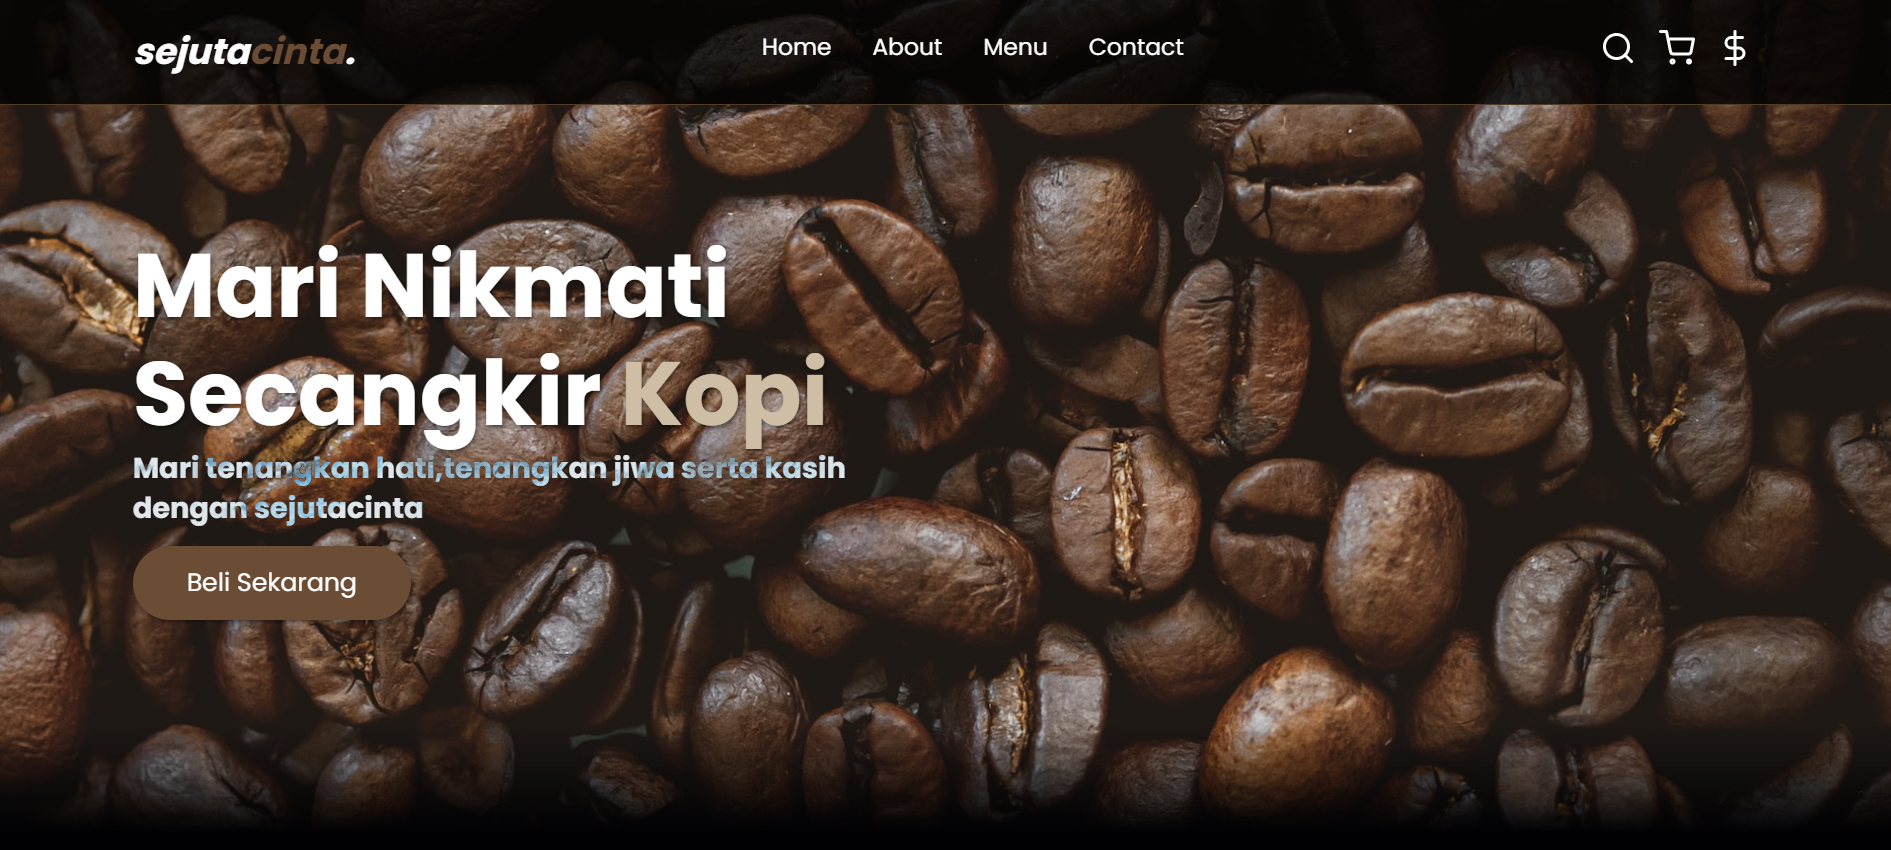 sejutacinta.
Home About Menu Contact
Mari Nikmati
Secangkir Kopi
Mari tenangkan hati,tenangkan jiwa serta kasih
dengan sejutacinta
Beli Sekarang